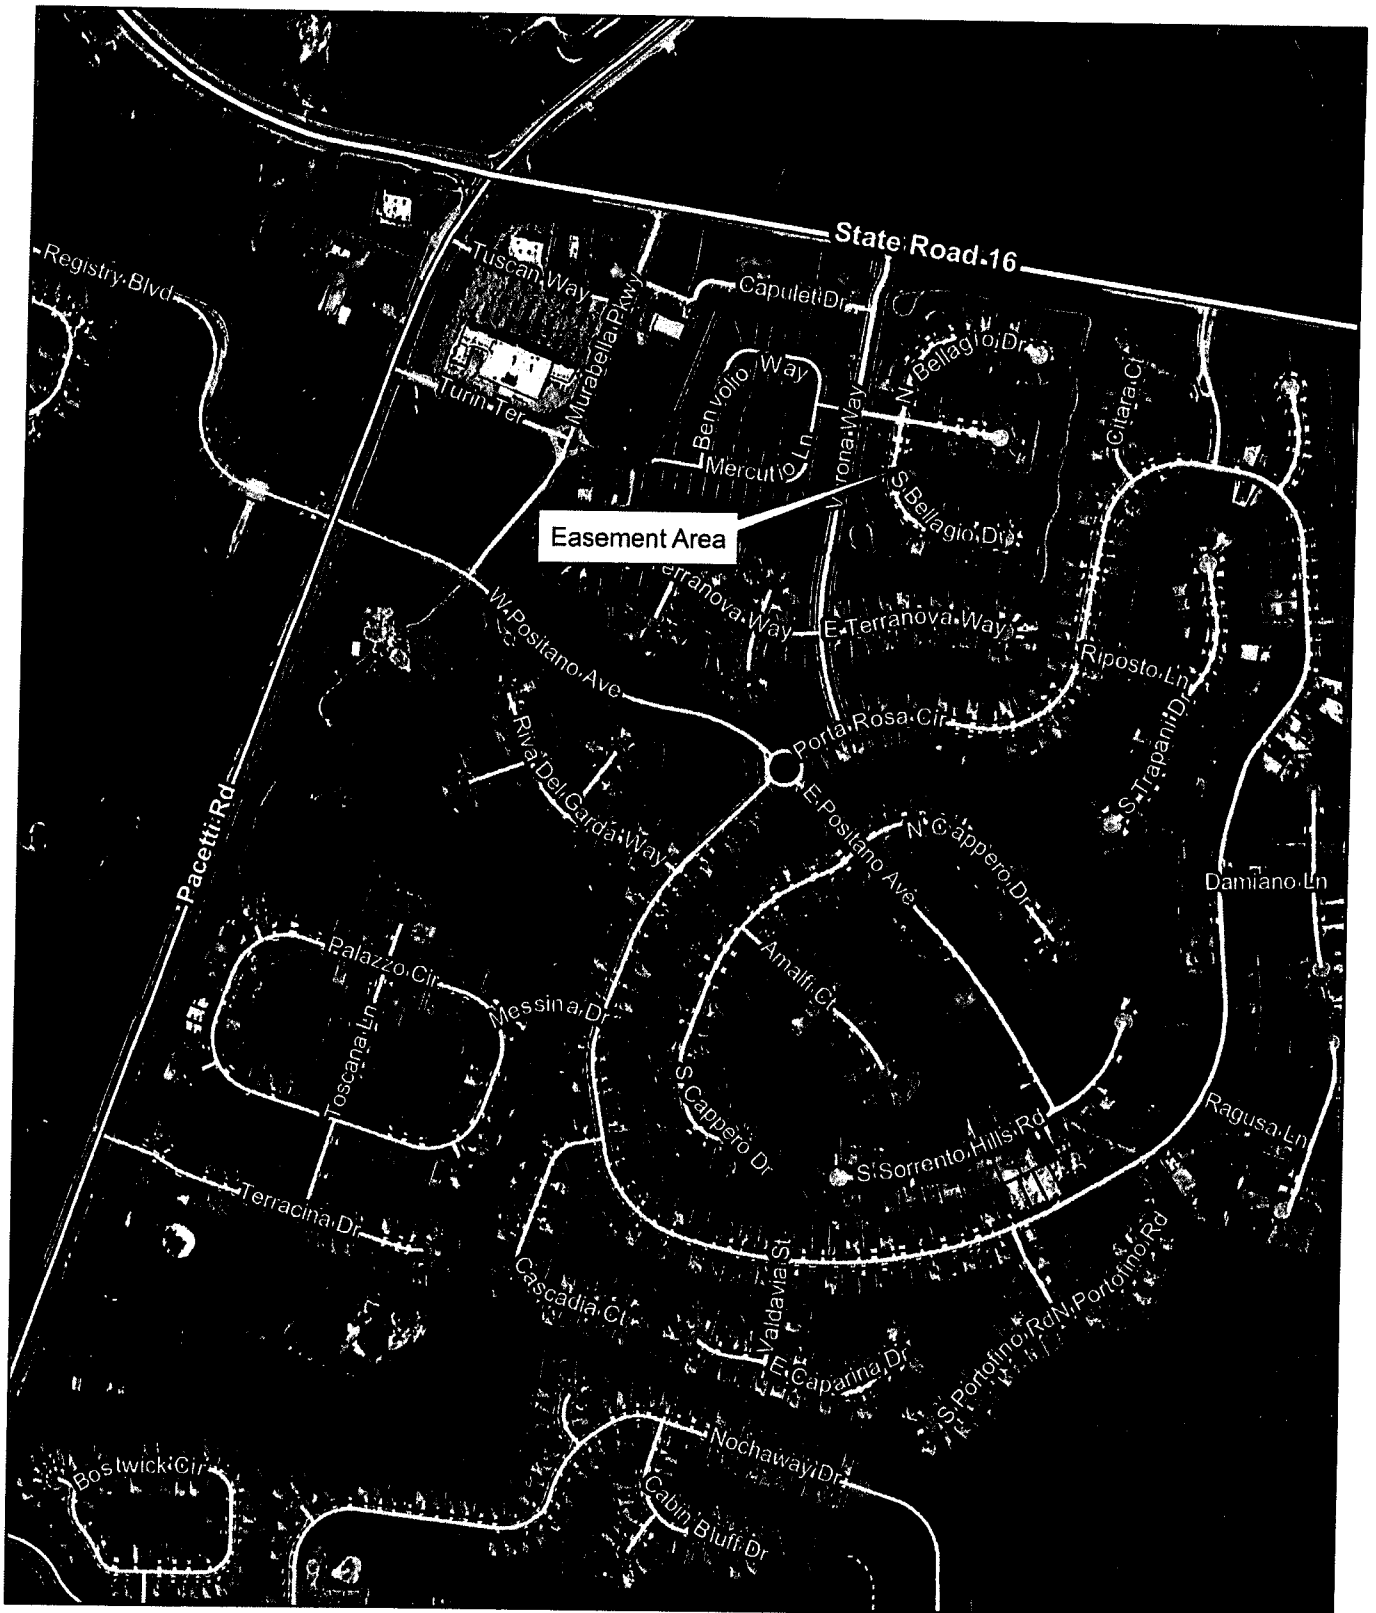 State Road 16
Registry Blvd
Tuscan Way
Murabella Pkwy
Capulet Dr
N Bellagio Dr
Benvolio Way
Citara Ct
Turin Ter
Mercutio Ln
Verona Way
S Bellagio Dr
Easement Area
Terranova Way
E Terranova Way
W Positano Ave
Riposto Ln
Porta Rosa Cir
S Trapani Dr
Riva Del Garda Way
E Positano Ave
N Cappero Dr
Pacetti Rd
Damiano Ln
Palazzo Cir
Amalfi Ct
Messina Dr
Toscana Ln
S Cappero Dr
Ragusa Ln
S Sorrento Hills Rd
Terracina Dr
Valdavia St
Cascadia Ct
N Portofino Rd
S Portofino Rd
E Caparina Dr
Nochaway Dr
Bostwick Cir
Cabin Bluff Dr